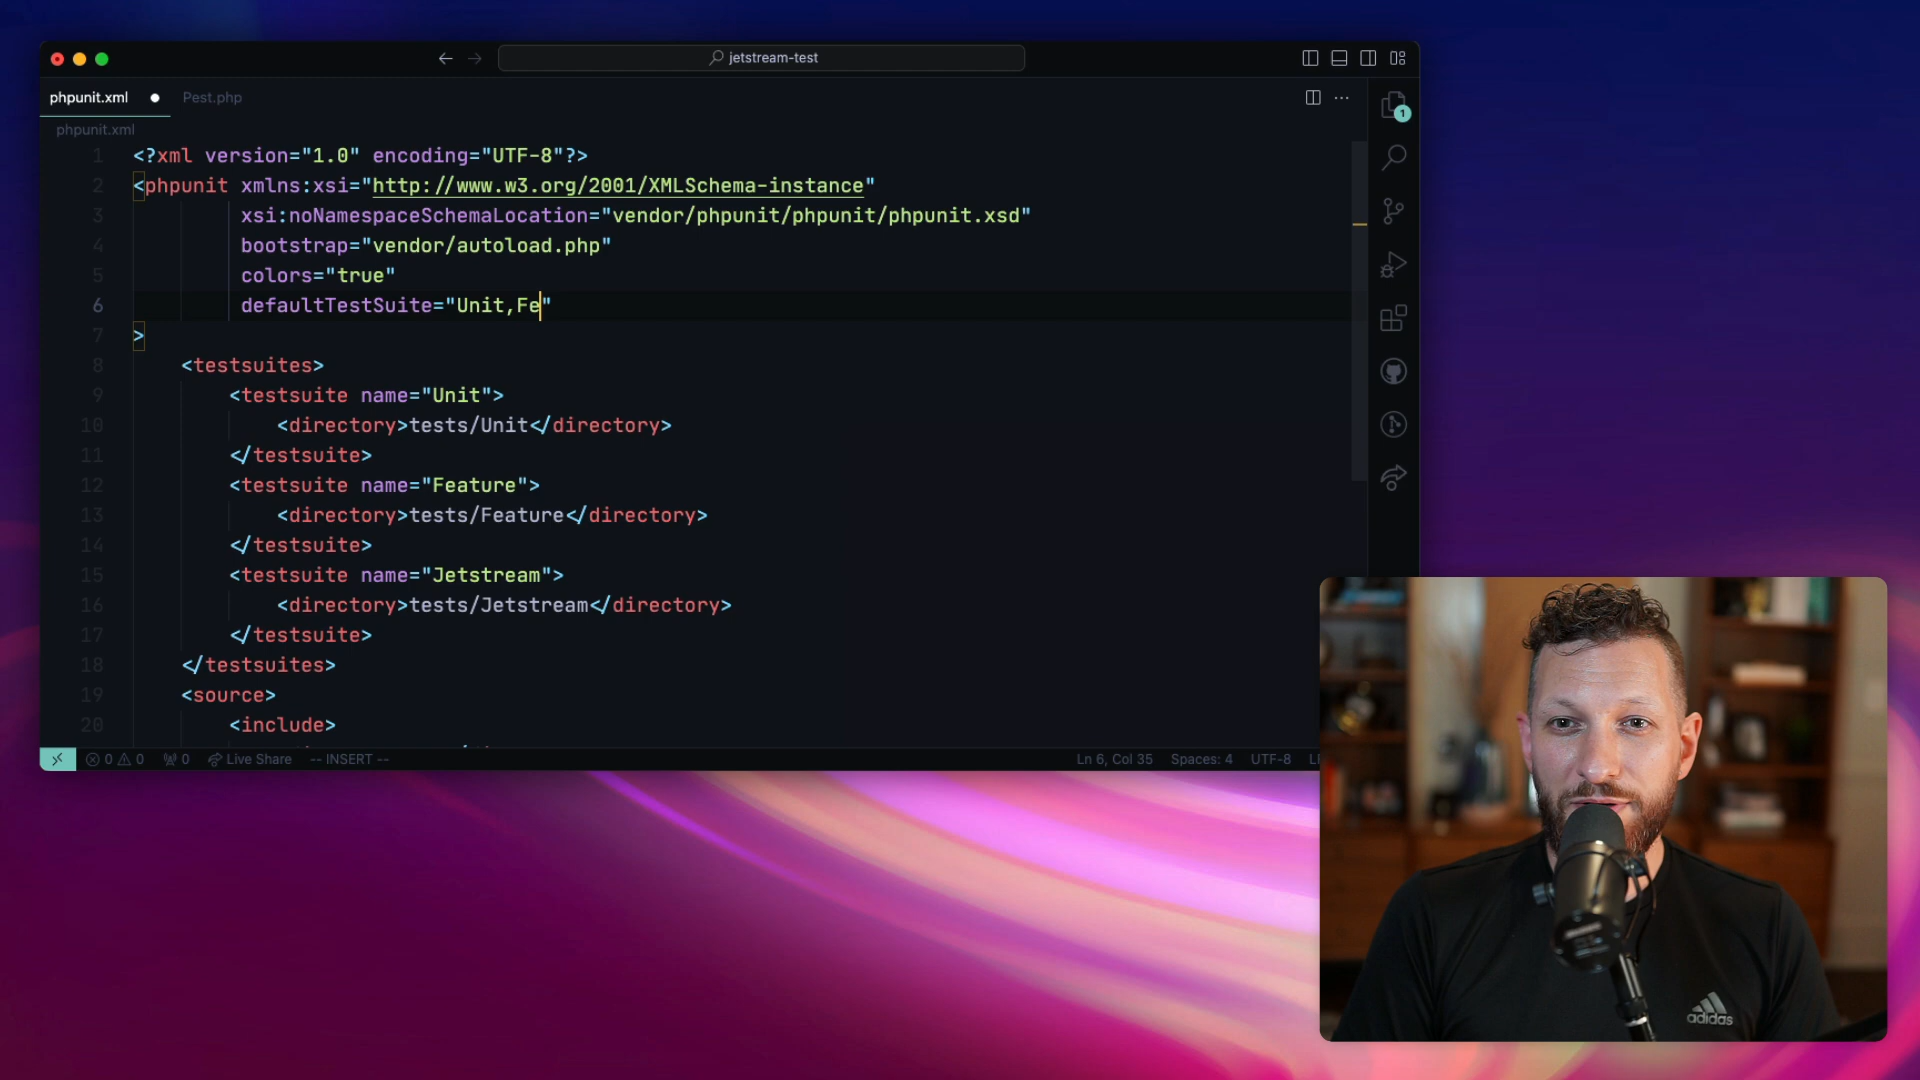 jetstream-test
phpunit.xml
Pest.php
1
phpunit.xml
1 <?xml version="1.0" encoding="UTF-8"?>
2 <phpunit xmlns:xsi="http://www.w3.org/2001/XMLSchema-instance"
3 xsi:noNamespaceSchemaLocation="vendor/phpunit/phpunit/phpunit.xsd"
4 bootstrap="vendor/autoload.php"
5 colors="true"
6 defaultTestSuite="Unit,Fe"
7 >
8 <testsuites>
9 <testsuite name="Unit">
10 <directory>tests/Unit</directory>
11 </testsuite>
12 <testsuite name="Feature">
13 <directory>tests/Feature</directory>
14 </testsuite>
15 <testsuite name="Jetstream">
16 <directory>tests/Jetstream</directory>
17 </testsuite>
18 </testsuites>
19 <source>
20 <include>
0 0 0 Live Share -- INSERT -- Ln 6, Col 35 Spaces: 4 UTF-8
adidas